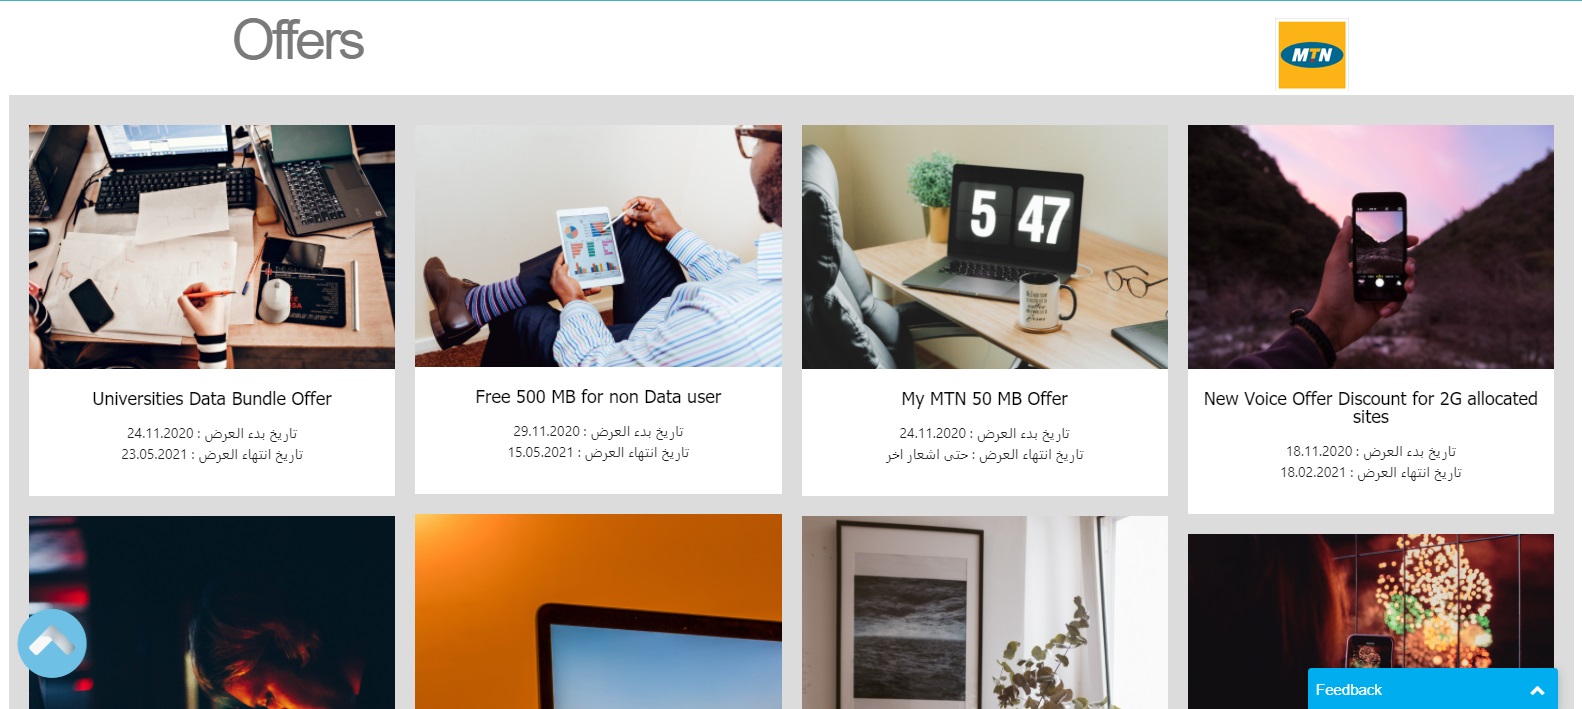 Offers
MTN
5 47
Universities Data Bundle Offer
تاريخ بدء العرض : 24.11.2020
تاريخ انتهاء العرض : 23.05.2021
Free 500 MB for non Data user
تاريخ بدء العرض : 29.11.2020
تاريخ انتهاء العرض : 15.05.2021
My MTN 50 MB Offer
تاريخ بدء العرض : 24.11.2020
تاريخ انتهاء العرض : حتى اشعار اخر
New Voice Offer Discount for 2G allocated
sites
تاريخ بدء العرض : 18.11.2020
تاريخ انتهاء العرض : 18.02.2021
Feedback